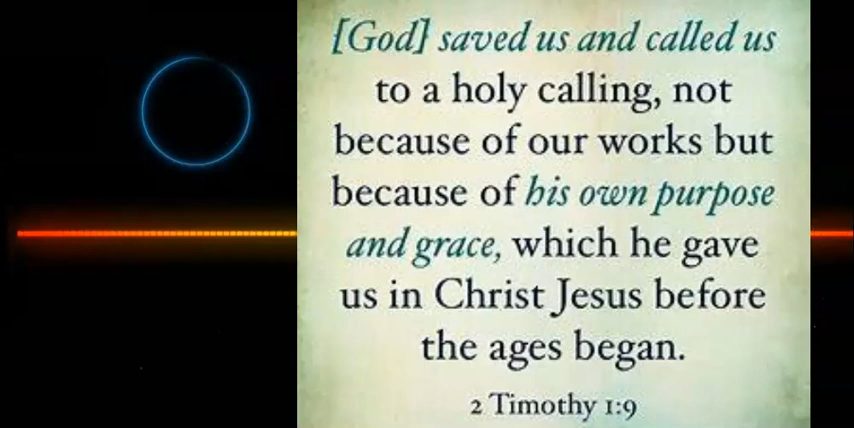 [God] saved us and called us
to a holy calling, not
because of our works but
because of his own purpose
and grace, which he gave
us in Christ Jesus before
the ages began.
2 Timothy 1:9